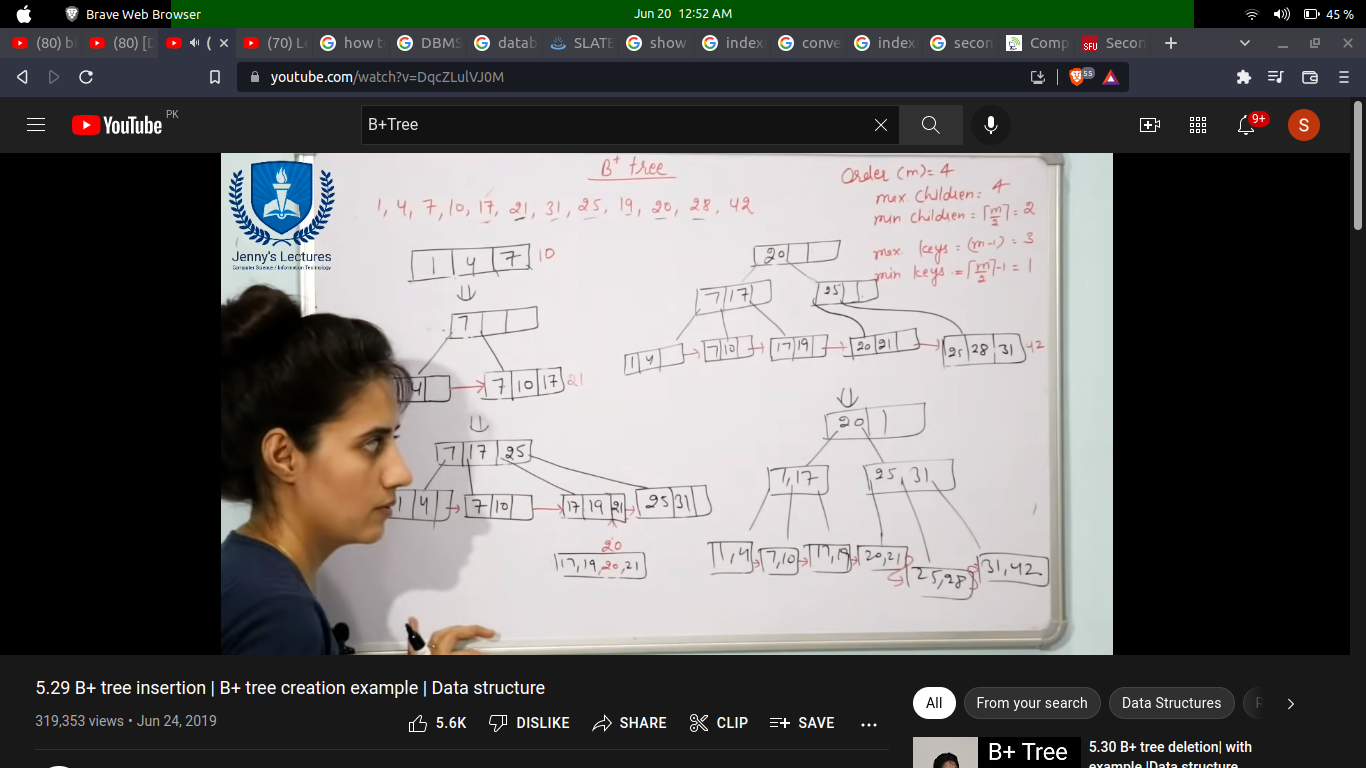 Brave Web Browser
Jun 20 12:52 AM
45 %
(80) b
(80) [D
(
(70) L
how t
DBMS
datab
SLATE
show
index
conve
index
secon
Comp
SFU Secon
youtube.com/watch?v=DqcZLulVJ0M
55
YouTube PK
B+Tree
9+
S
Jenny's Lectures
Computer Science / Information Technology
B+ tree
1, 4, 7, 10, 17, 21, 31, 25, 19, 20, 28, 42
Order (m) = 4
max children = 4
min children = ⌈m/2⌉ = 2
max. keys = (m-1) = 3
min keys = ⌈m/2⌉-1 = 1
1 4 7 10
7
4
7 10 17 21
7 17 25
1 4
7 10
17 19 21
25 31
20
17, 19, 20, 21
20
7 17
25
1 4
7 10
17 19
20 21
25 28 31 42
20
7, 17
25, 31
1, 4
7, 10
17, 19
20, 21
25, 28
31, 42
5.29 B+ tree insertion | B+ tree creation example | Data structure
319,353 views • Jun 24, 2019
5.6K
DISLIKE
SHARE
CLIP
SAVE
All
From your search
Data Structures
R
B+ Tree
5.30 B+ tree deletion| with
example |Data structure